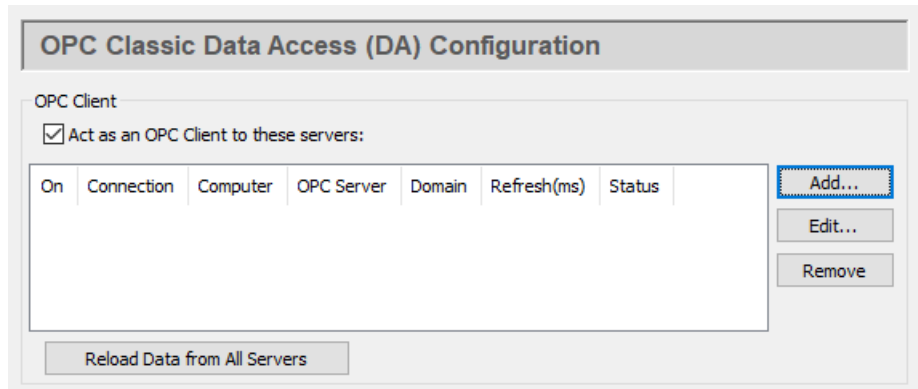 OPC Classic Data Access (DA) Configuration
OPC Client
Act as an OPC Client to these servers:
On Connection Computer OPC Server Domain Refresh(ms) Status
Add...
Edit...
Remove
Reload Data from All Servers